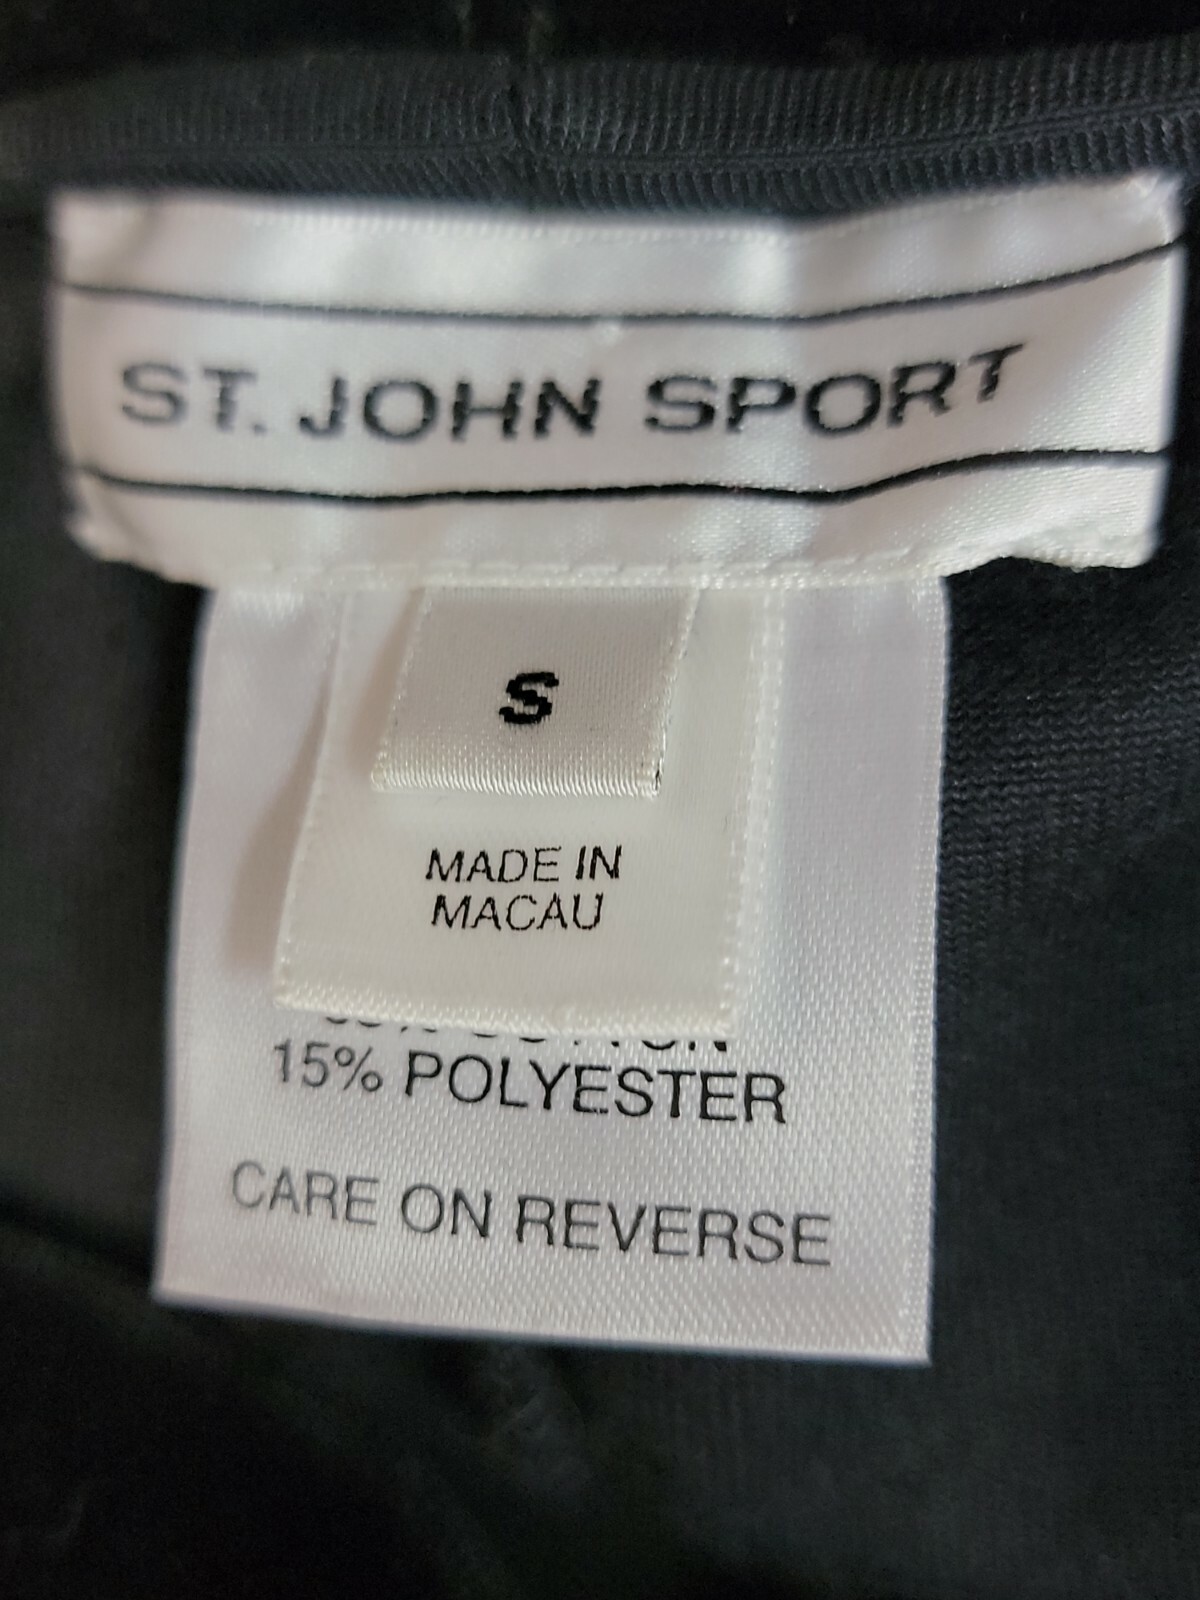 ST. JOHN SPORT
S
MADE IN
MACAU
15% POLYESTER
CARE ON REVERSE